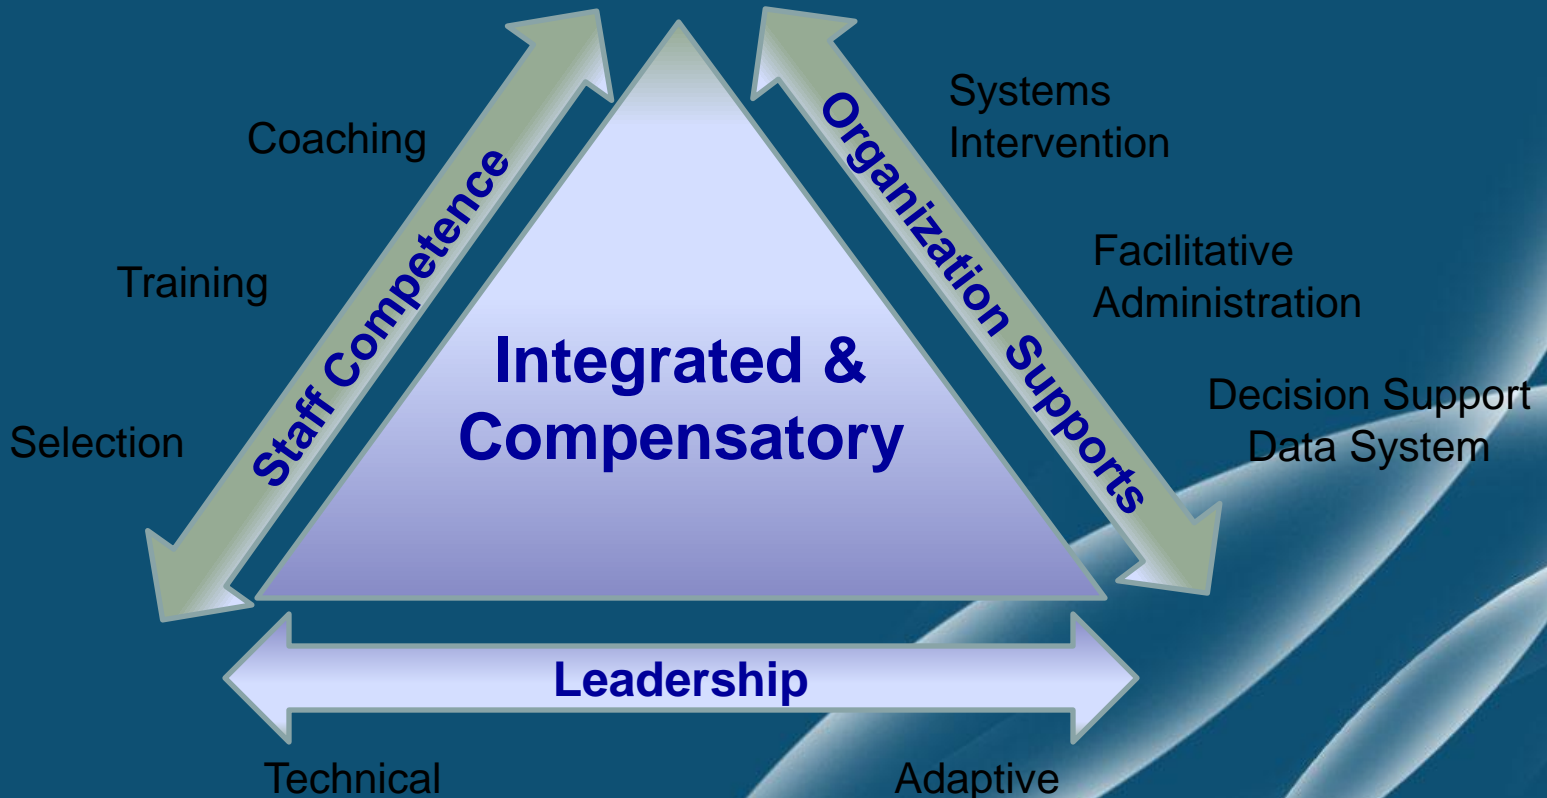 Coaching
Training
Selection
Staff Competence
Integrated &
Compensatory
Organization Supports
Systems
Intervention
Facilitative
Administration
Decision Support
Data System
Leadership
Technical
Adaptive